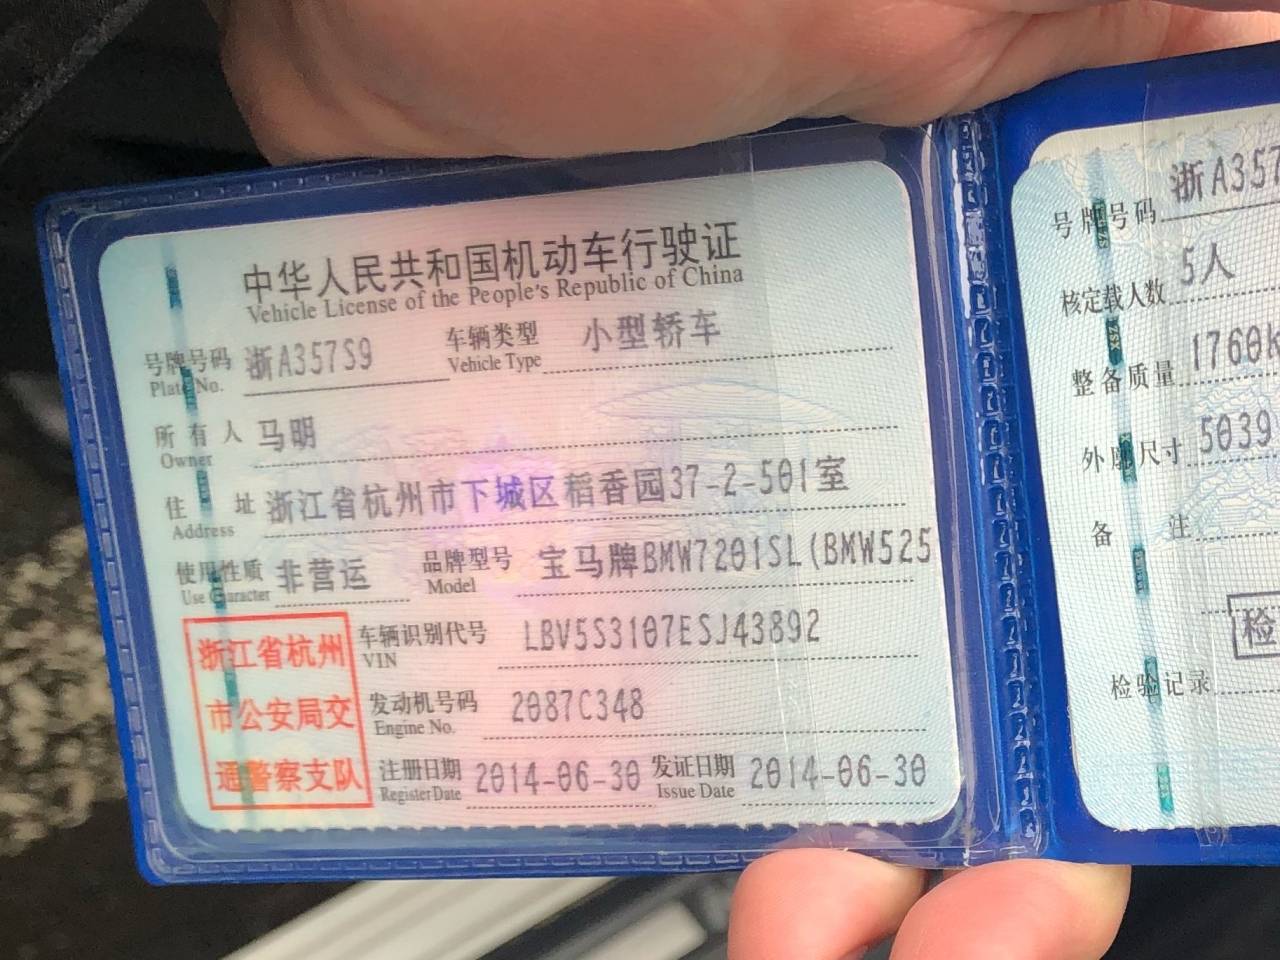 中华人民共和国机动车行驶证
Vehicle License of the People's Republic of China
号牌号码 浙A357S9 车辆类型 小型轿车
Plate No. Vehicle Type
所有人 马明
Owner
住址 浙江省杭州市下城区稻香园37-2-501室
Address
使用性质 非营运 品牌型号 宝马牌BMW7201SL(BMW525
Use Character Model
车辆识别代号 LBV5S3107ESJ43892
VIN
发动机号码 2087C348
Engine No.
注册日期 2014-06-30 发证日期 2014-06-30
Register Date Issue Date
浙江省杭州
市公安局交
通警察支队
号牌号码 浙A357
核定载人数 5人
整备质量 1760k
外廓尺寸 5039
备注
检
检验记录